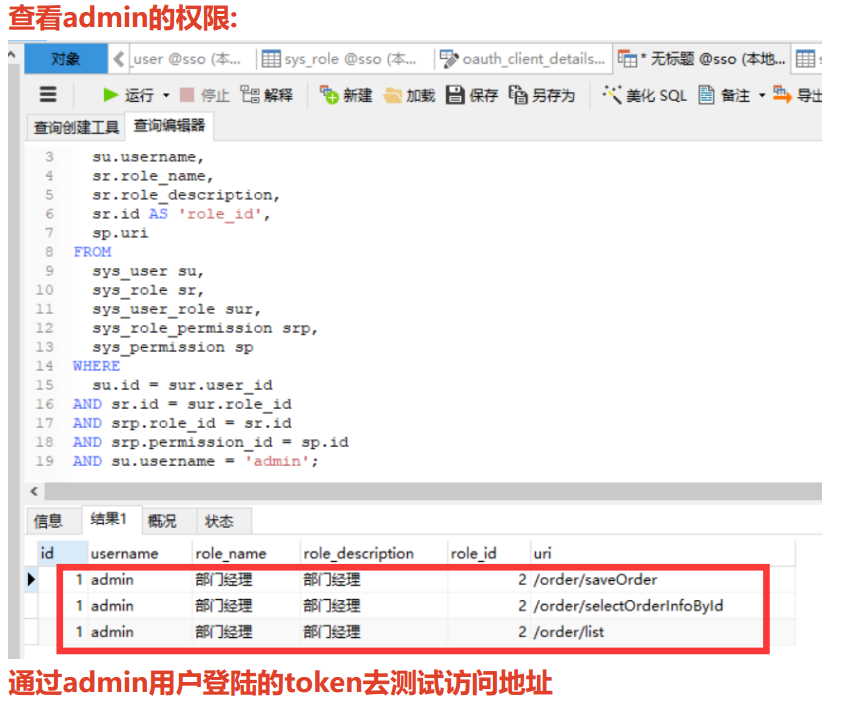 查看admin的权限:
对象 _user @sso (本... sys_role @sso (本... oauth_client_details... * 无标题 @sso (本地...
运行 停止 解释 新建 加载 保存 另存为 美化 SQL 备注 导出
查询创建工具 查询编辑器
3 su.username,
4 sr.role_name,
5 sr.role_description,
6 sr.id AS 'role_id',
7 sp.uri
8 FROM
9 sys_user su,
10 sys_role sr,
11 sys_user_role sur,
12 sys_role_permission srp,
13 sys_permission sp
14 WHERE
15 su.id = sur.user_id
16 AND sr.id = sur.role_id
17 AND srp.role_id = sr.id
18 AND srp.permission_id = sp.id
19 AND su.username = 'admin';
信息 结果1 概况 状态
id username role_name role_description role_id uri
1 admin 部门经理 部门经理 2 /order/saveOrder
1 admin 部门经理 部门经理 2 /order/selectOrderInfoById
1 admin 部门经理 部门经理 2 /order/list
通过admin用户登陆的token去测试访问地址